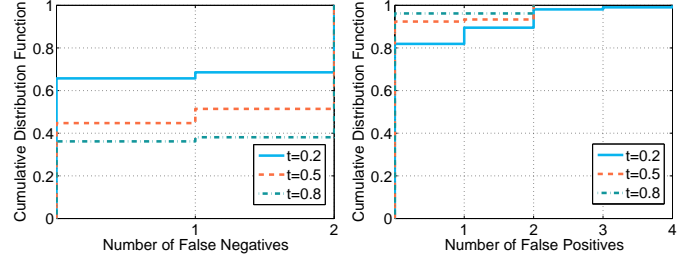 Cumulative Distribution Function
1
0.8
0.6
0.4
0.2
0
1
2
Number of False Negatives
t=0.2
t=0.5
t=0.8
Cumulative Distribution Function
1
0.8
0.6
0.4
0.2
0
0
1
2
3
4
Number of False Positives
t=0.2
t=0.5
t=0.8